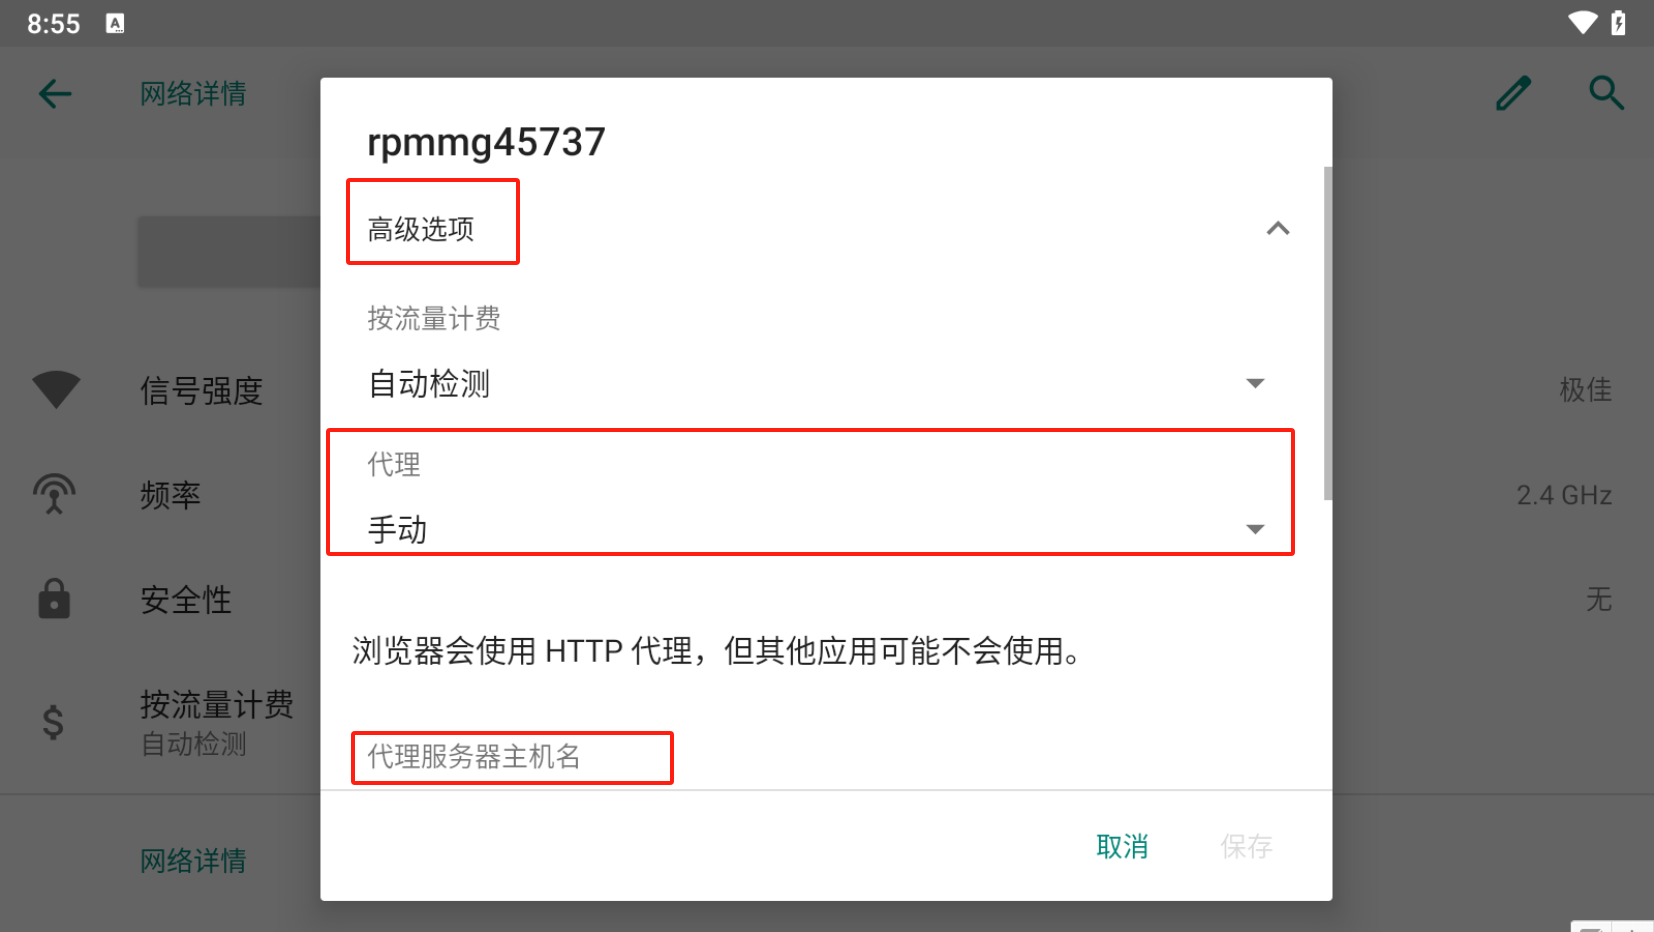 8:55
A
网络详情
rpmmg45737
高级选项
按流量计费
自动检测
信号强度
极佳
代理
手动
频率
2.4 GHz
安全性
无
浏览器会使用 HTTP 代理，但其他应用可能不会使用。
按流量计费
自动检测
代理服务器主机名
取消
保存
网络详情